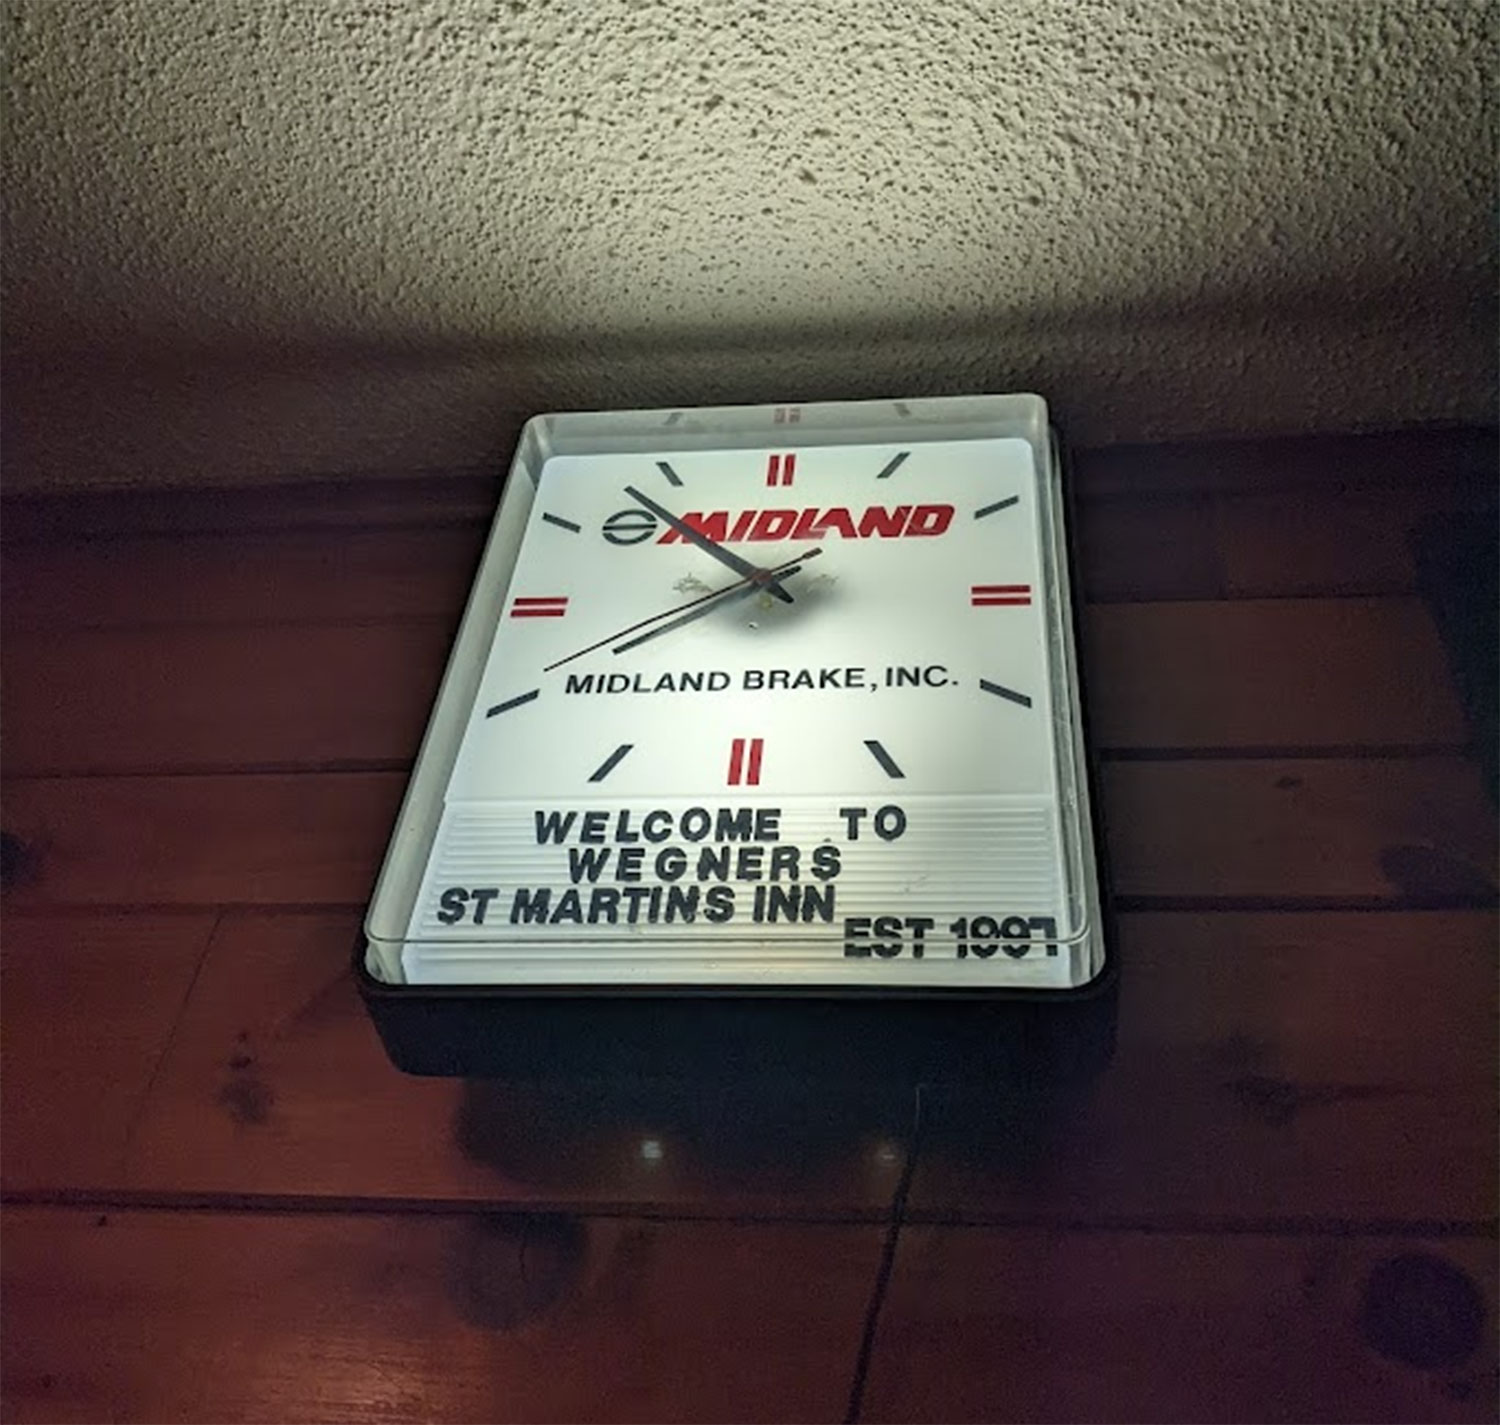 MIDLAND
MIDLAND BRAKE, INC.
WELCOME TO
WEGNERS
ST MARTINS INN
EST 1997